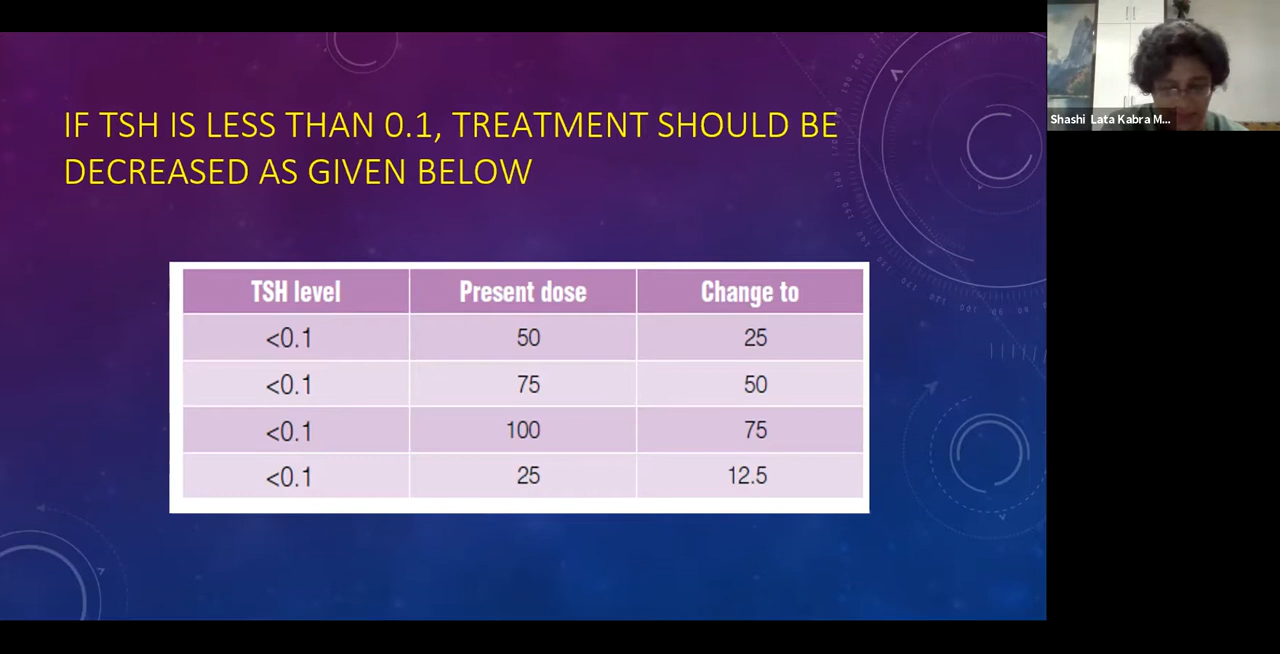 IF TSH IS LESS THAN 0.1, TREATMENT SHOULD BE
DECREASED AS GIVEN BELOW
TSH level Present dose Change to
<0.1 50 25
<0.1 75 50
<0.1 100 75
<0.1 25 12.5
Shashi Lata Kabra M...